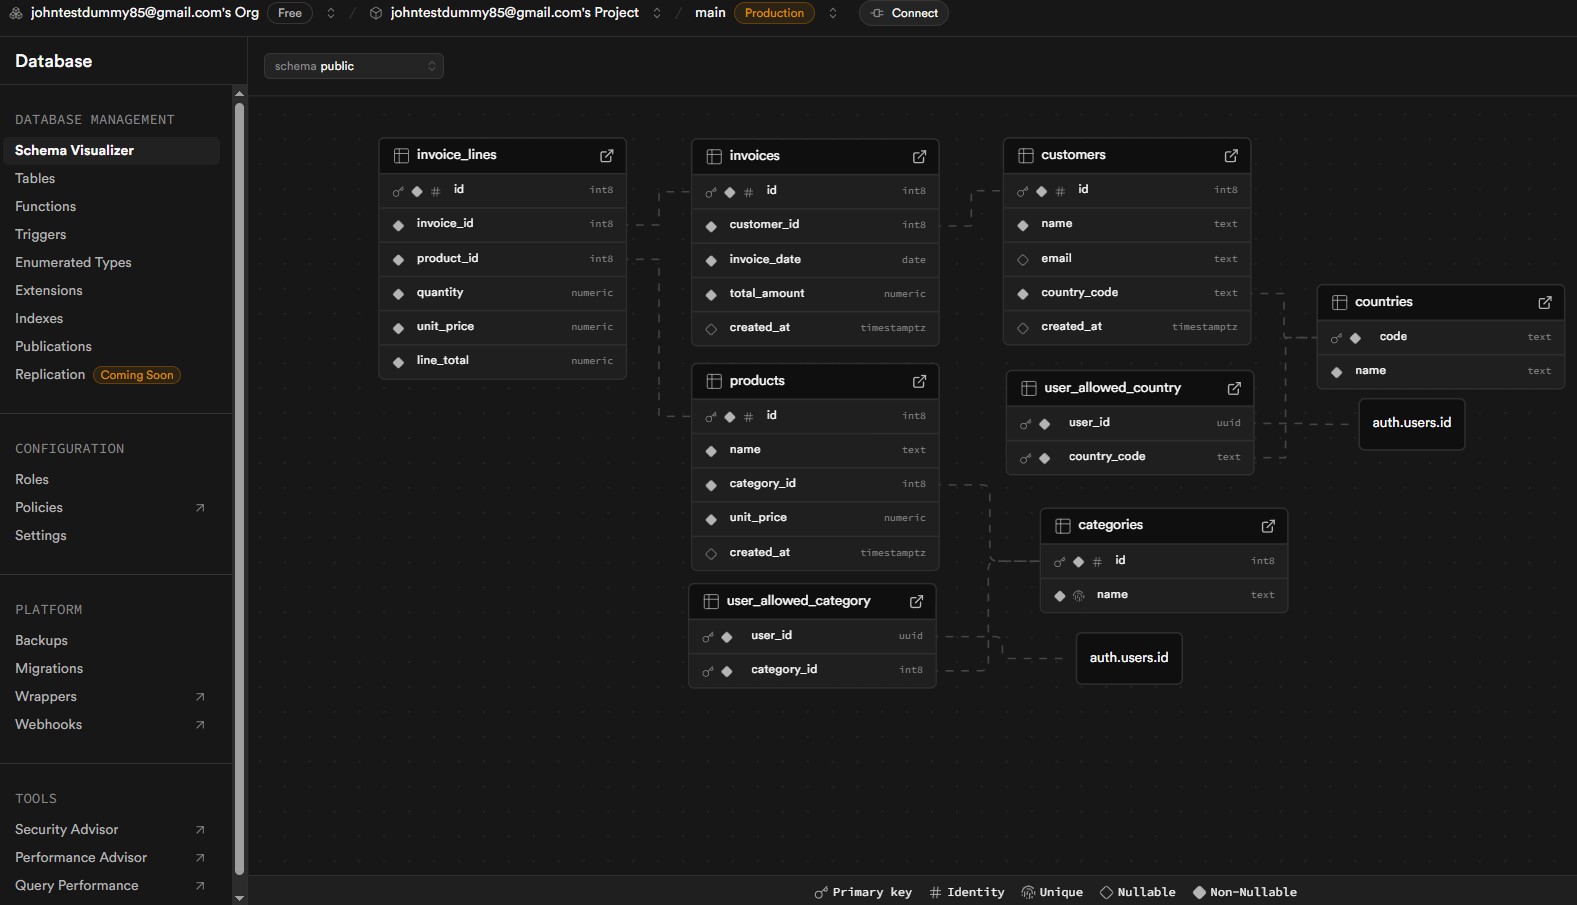 johntestdummy85@gmail.com's Org Free / johntestdummy85@gmail.com's Project / main Production Connect
Database
schema public
DATABASE MANAGEMENT
Schema Visualizer
Tables
Functions
Triggers
Enumerated Types
Extensions
Indexes
Publications
Replication Coming Soon
CONFIGURATION
Roles
Policies
Settings
PLATFORM
Backups
Migrations
Wrappers
Webhooks
TOOLS
Security Advisor
Performance Advisor
Query Performance
invoice_lines
# id int8
invoice_id int8
product_id int8
quantity numeric
unit_price numeric
line_total numeric
invoices
# id int8
customer_id int8
invoice_date date
total_amount numeric
created_at timestamptz
products
# id int8
name text
category_id int8
unit_price numeric
created_at timestamptz
user_allowed_category
user_id uuid
category_id int8
customers
# id int8
name text
email text
country_code text
created_at timestamptz
user_allowed_country
user_id uuid
country_code text
categories
# id int8
name text
auth.users.id
countries
code text
name text
auth.users.id
Primary key # Identity Unique Nullable Non-Nullable